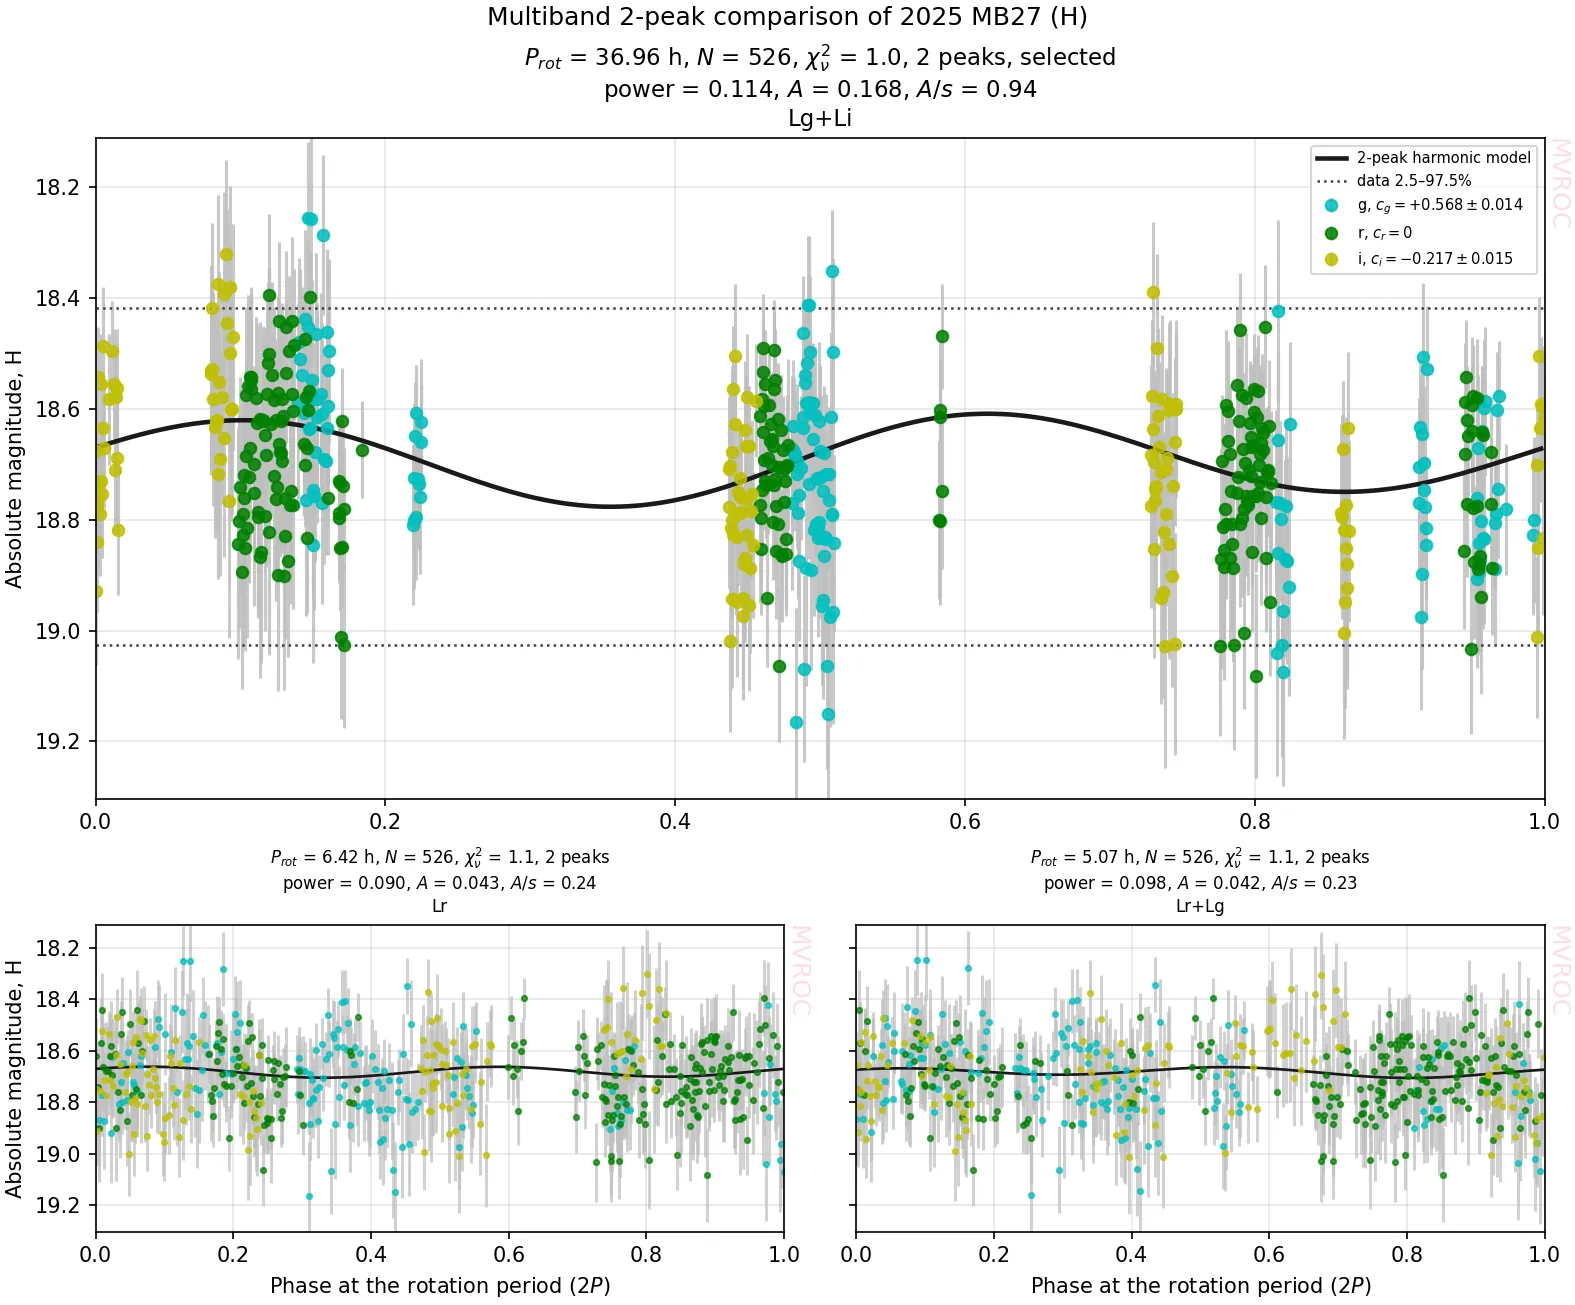 Multiband 2-peak comparison of 2025 MB27 (H)
P_rot = 36.96 h, N = 526, χ²_ν = 1.0, 2 peaks, selected
power = 0.114, A = 0.168, A/s = 0.94
Lg+Li
MVROC
2-peak harmonic model
data 2.5–97.5%
g, c_g = +0.568 ± 0.014
r, c_r = 0
i, c_i = −0.217 ± 0.015
Absolute magnitude, H
18.2
18.4
18.6
18.8
19.0
19.2
0.0 0.2 0.4 0.6 0.8 1.0
P_rot = 6.42 h, N = 526, χ²_ν = 1.1, 2 peaks
power = 0.090, A = 0.043, A/s = 0.24
Lr
MVROC
Absolute magnitude, H
18.2
18.4
18.6
18.8
19.0
19.2
0.0 0.2 0.4 0.6 0.8 1.0
Phase at the rotation period (2P)
P_rot = 5.07 h, N = 526, χ²_ν = 1.1, 2 peaks
power = 0.098, A = 0.042, A/s = 0.23
Lr+Lg
MVROC
0.0 0.2 0.4 0.6 0.8 1.0
Phase at the rotation period (2P)